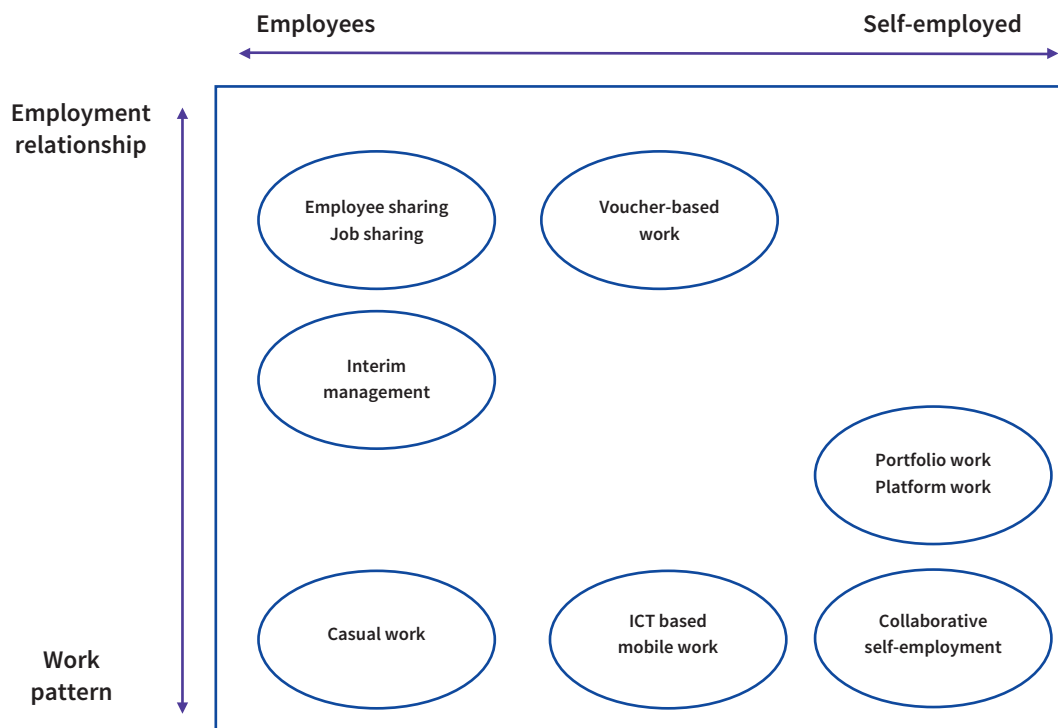 Employees
Self-employed
Employment
relationship
Employee sharing
Job sharing
Voucher-based
work
Interim
management
Portfolio work
Platform work
Casual work
ICT based
mobile work
Collaborative
self-employment
Work
pattern